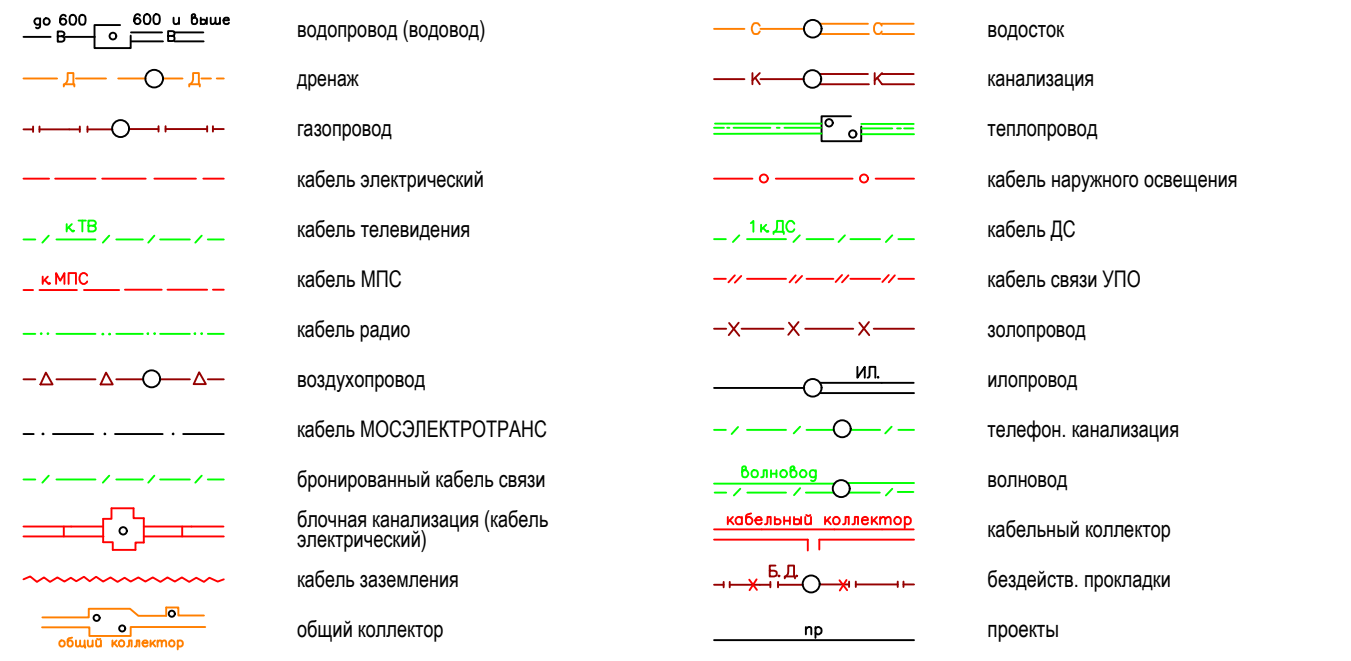 до 600 600 и выше
В В
водопровод (водовод)
Д Д
дренаж
газопровод
кабель электрический
к.ТВ
кабель телевидения
к.МПС
кабель МПС
кабель радио
воздухопровод
кабель МОСЭЛЕКТРОТРАНС
бронированный кабель связи
блочная канализация (кабель
электрический)
кабель заземления
общий коллектор
общий коллектор
С С
водосток
К К
канализация
теплопровод
кабель наружного освещения
1 к.ДС
кабель ДС
кабель связи УПО
золопровод
ИЛ.
илопровод
телефон. канализация
волновод
волновод
кабельный коллектор
кабельный коллектор
Б.Д.
бездейств. прокладки
пр
проекты